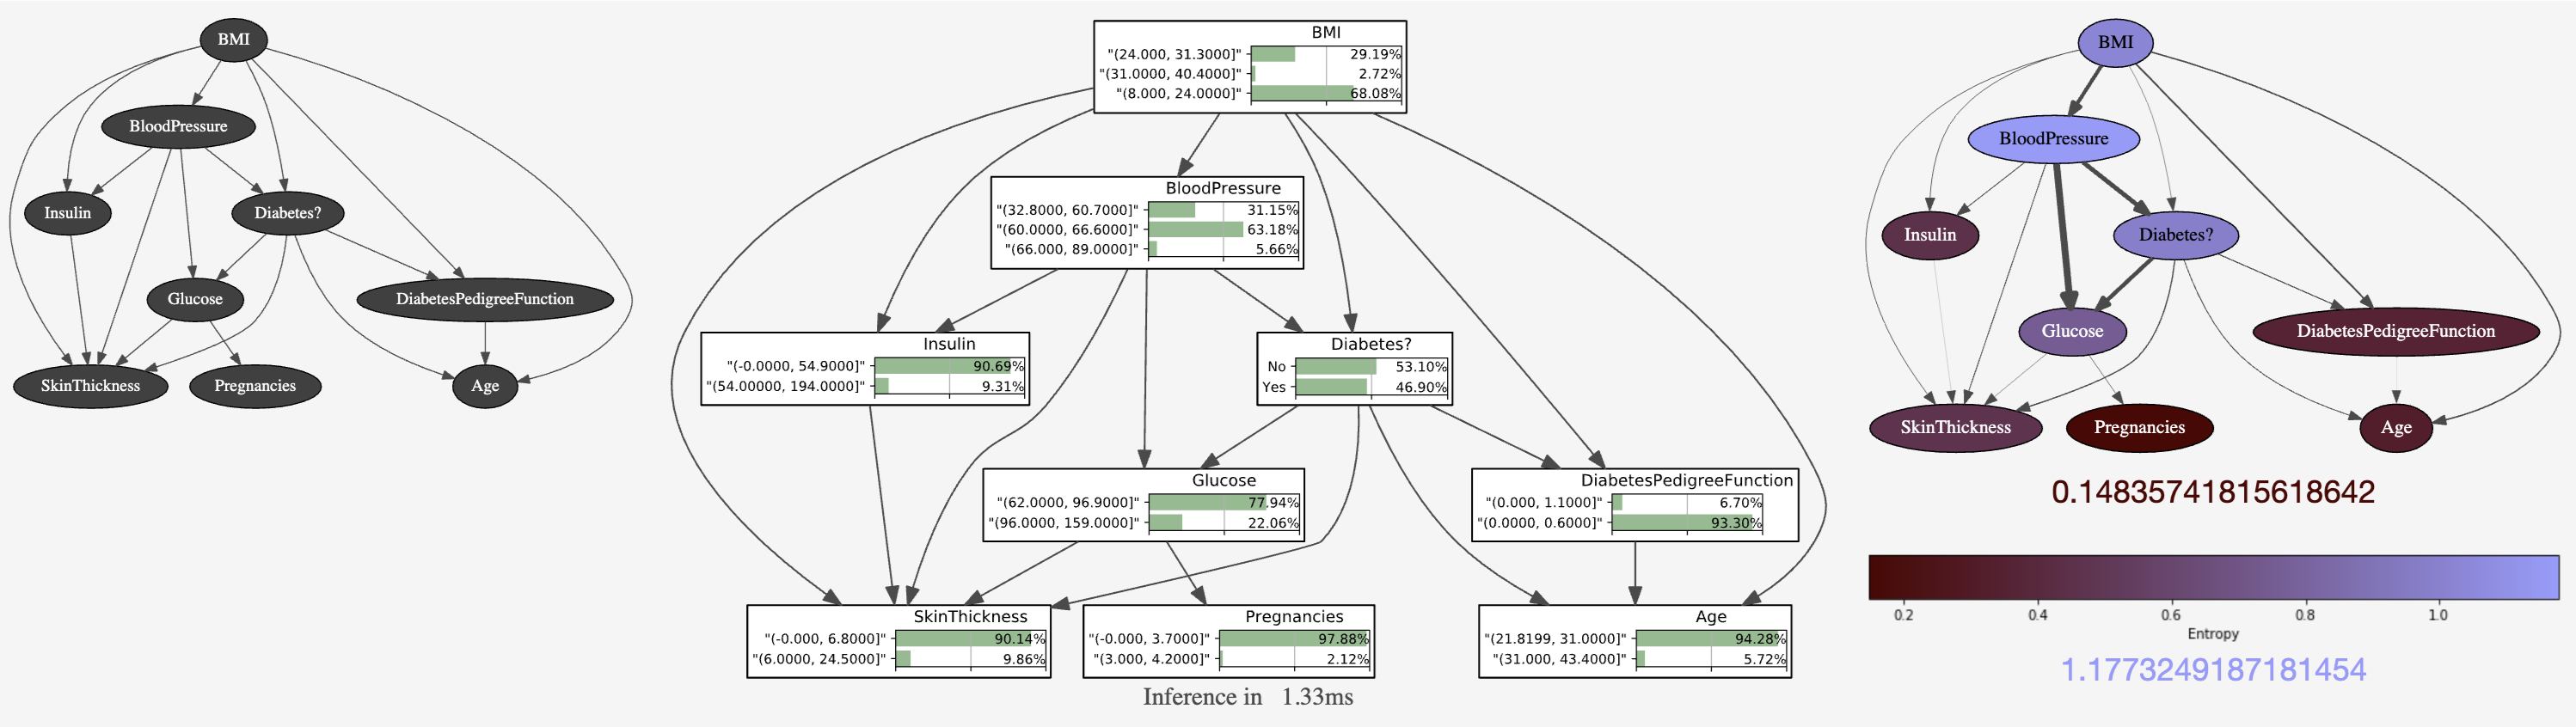 BMI
BloodPressure
Insulin
Diabetes?
Glucose
DiabetesPedigreeFunction
SkinThickness
Pregnancies
Age
BMI
"(24.000, 31.3000]" 29.19%
"(31.0000, 40.4000]" 2.72%
"(8.000, 24.0000]" 68.08%
BloodPressure
"(32.8000, 60.7000]" 31.15%
"(60.0000, 66.6000]" 63.18%
"(66.000, 89.0000]" 5.66%
Insulin
"(-0.0000, 54.9000]" 90.69%
"(54.00000, 194.0000]" 9.31%
Diabetes?
No 53.10%
Yes 46.90%
Glucose
"(62.0000, 96.9000]" 77.94%
"(96.0000, 159.0000]" 22.06%
DiabetesPedigreeFunction
"(0.000, 1.1000]" 6.70%
"(0.0000, 0.6000]" 93.30%
SkinThickness
"(-0.000, 6.8000]" 90.14%
"(6.0000, 24.5000]" 9.86%
Pregnancies
"(-0.000, 3.7000]" 97.88%
"(3.000, 4.2000]" 2.12%
Age
"(21.8199, 31.0000]" 94.28%
"(31.000, 43.4000]" 5.72%
Inference in 1.33ms
BMI
BloodPressure
Insulin
Diabetes?
Glucose
DiabetesPedigreeFunction
SkinThickness
Pregnancies
Age
0.14835741815618642
0.2 0.4 0.6 0.8 1.0
Entropy
1.1773249187181454